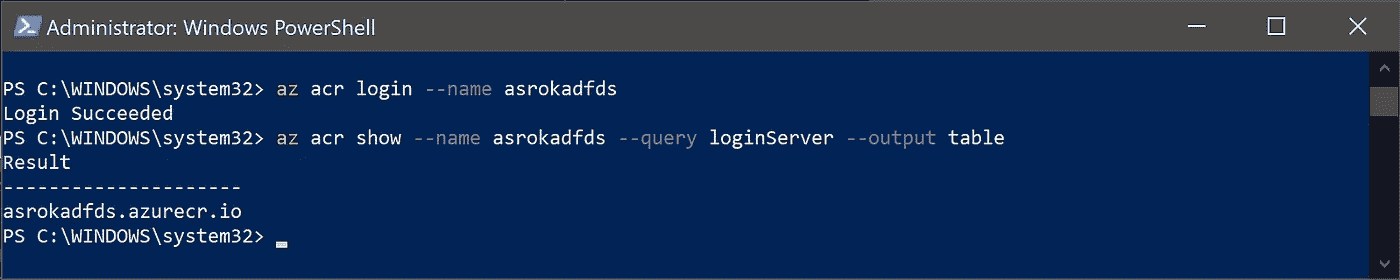 Administrator: Windows PowerShell
PS C:\WINDOWS\system32> az acr login --name asrokadfds
Login Succeeded
PS C:\WINDOWS\system32> az acr show --name asrokadfds --query loginServer --output table
Result
---------------------
asrokadfds.azurecr.io
PS C:\WINDOWS\system32>